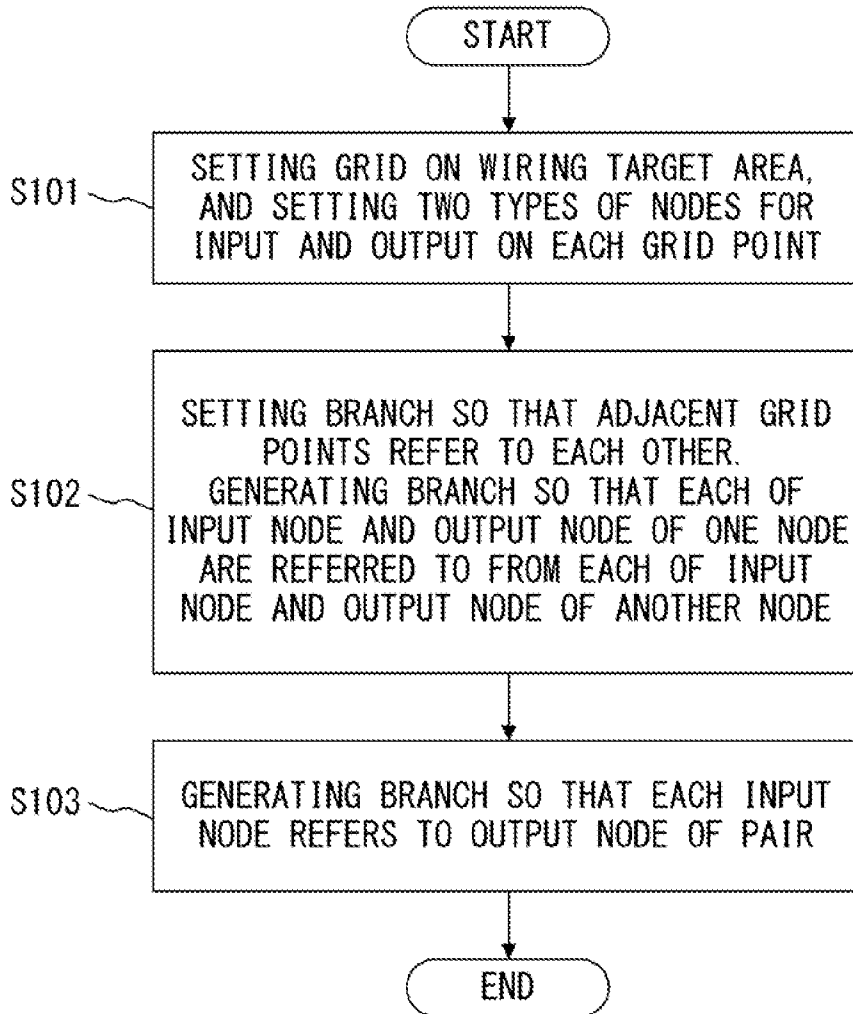 START
S101
SETTING GRID ON WIRING TARGET AREA,
AND SETTING TWO TYPES OF NODES FOR
INPUT AND OUTPUT ON EACH GRID POINT
S102
SETTING BRANCH SO THAT ADJACENT GRID
POINTS REFER TO EACH OTHER.
GENERATING BRANCH SO THAT EACH OF
INPUT NODE AND OUTPUT NODE OF ONE NODE
ARE REFERRED TO FROM EACH OF INPUT
NODE AND OUTPUT NODE OF ANOTHER NODE
S103
GENERATING BRANCH SO THAT EACH INPUT
NODE REFERS TO OUTPUT NODE OF PAIR
END